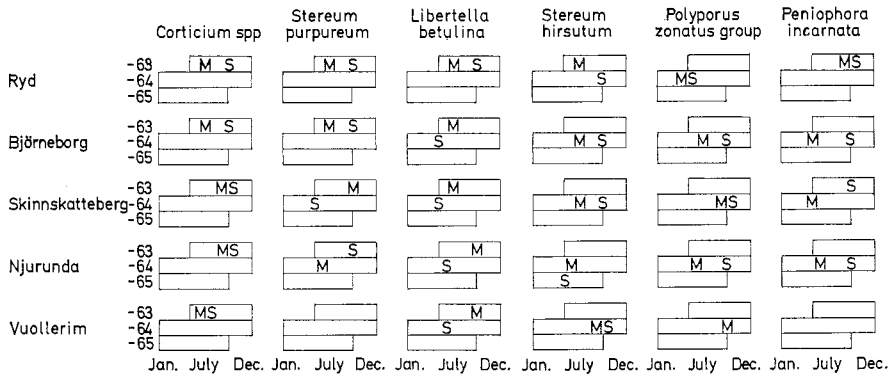 Corticium spp Stereum purpureum Libertella betulina Stereum hirsutum Polyporus zonatus group Peniophora incarnata
Ryd
-63 M S M S M S M MS
-64 S MS
-65
Björneborg
-63 M S M S M
-64 S M S M S M S
-65
Skinnskatteberg
-63 MS M M S
-64 S S M S MS M
-65
Njurunda
-63 MS S M
-64 M S M M S M S
-65 S
Vuollerim
-63 MS M
-64 S MS M
-65
Jan. July Dec. Jan. July Dec. Jan. July Dec. Jan. July Dec. Jan. July Dec. Jan. July Dec.